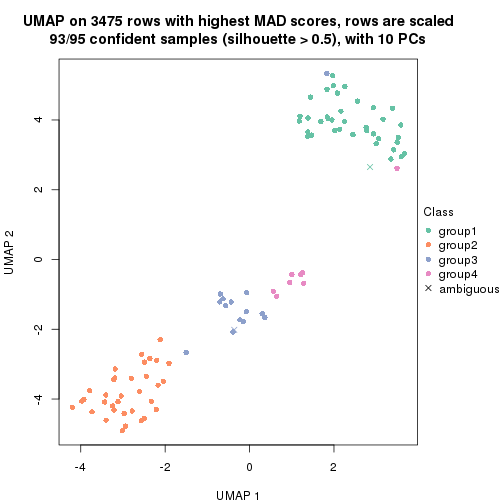 UMAP on 3475 rows with highest MAD scores, rows are scaled
93/95 confident samples (silhouette > 0.5), with 10 PCs
4
2
0
-2
-4
UMAP 2
-4
-2
0
2
UMAP 1
Class
group1
group2
group3
group4
ambiguous